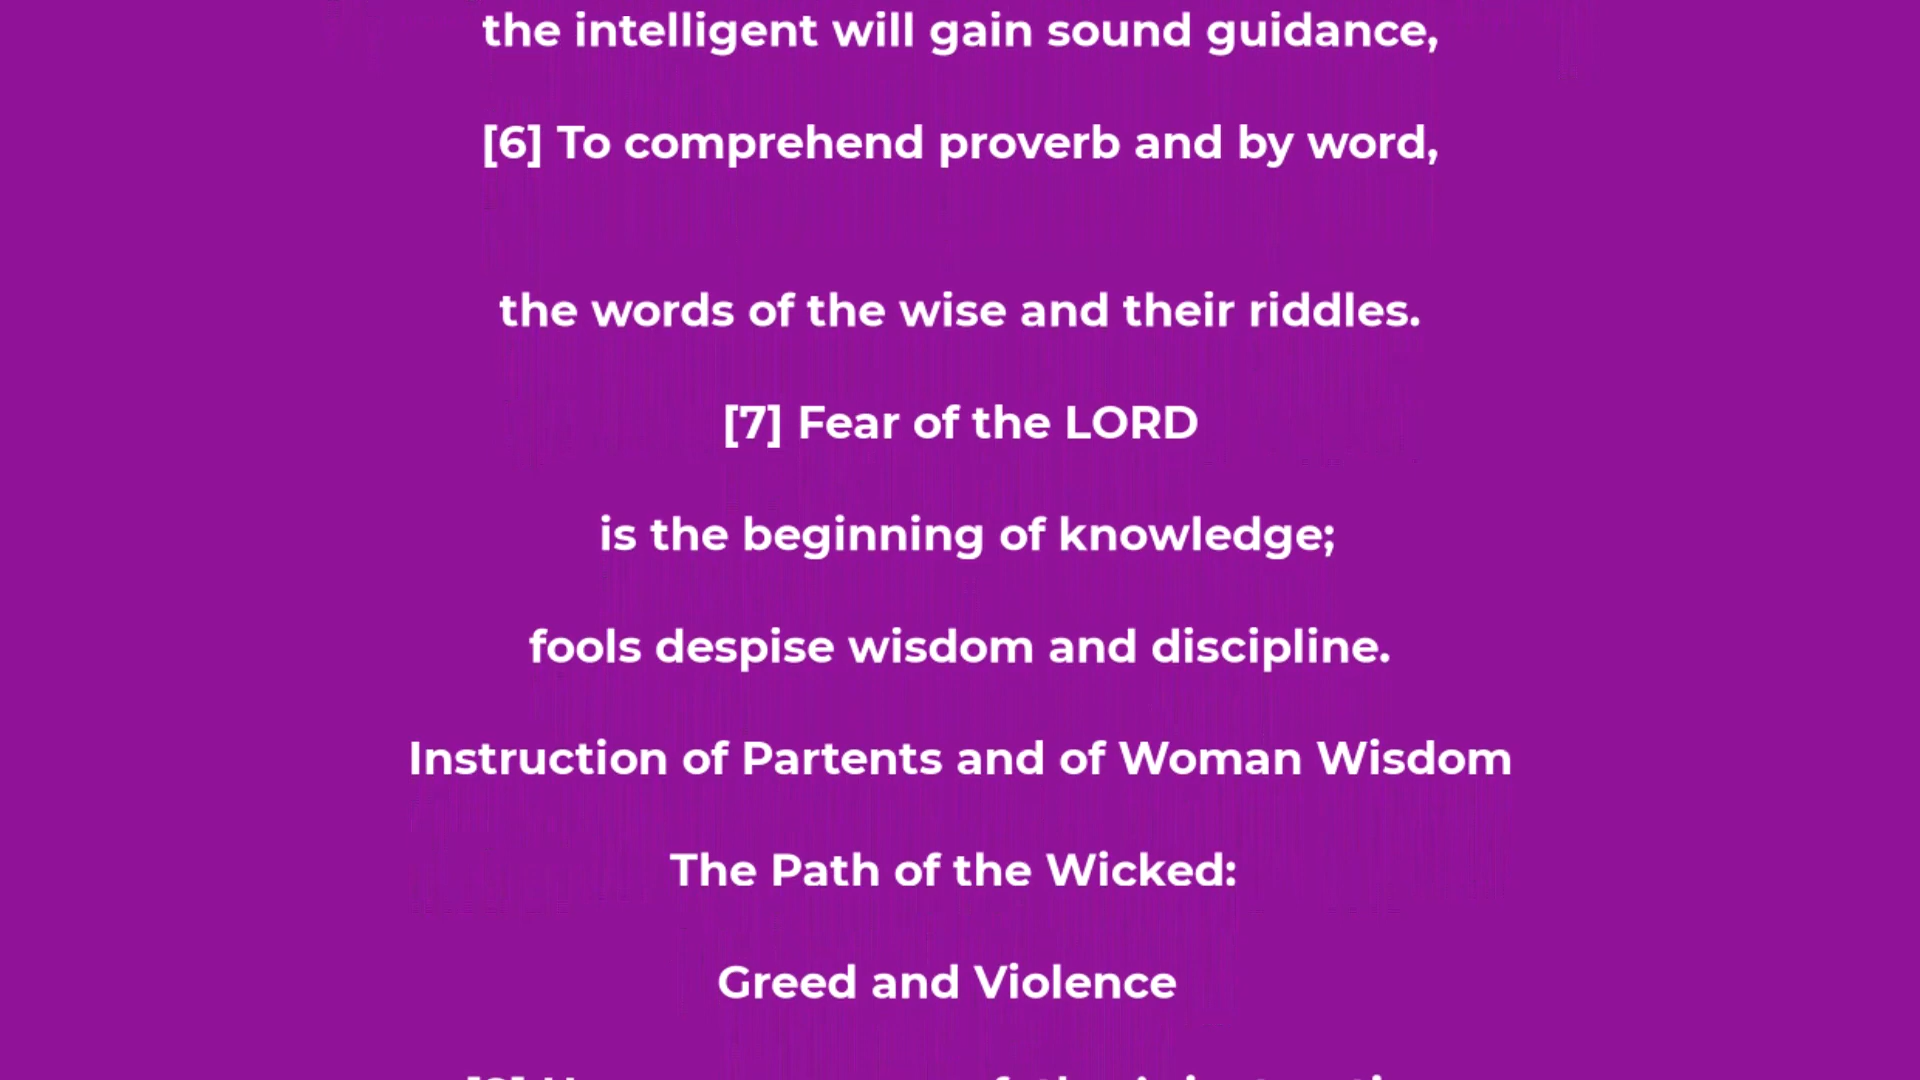 the intelligent will gain sound guidance,
[6] To comprehend proverb and by word,
the words of the wise and their riddles.
[7] Fear of the LORD
is the beginning of knowledge;
fools despise wisdom and discipline.
Instruction of Partents and of Woman Wisdom
The Path of the Wicked:
Greed and Violence